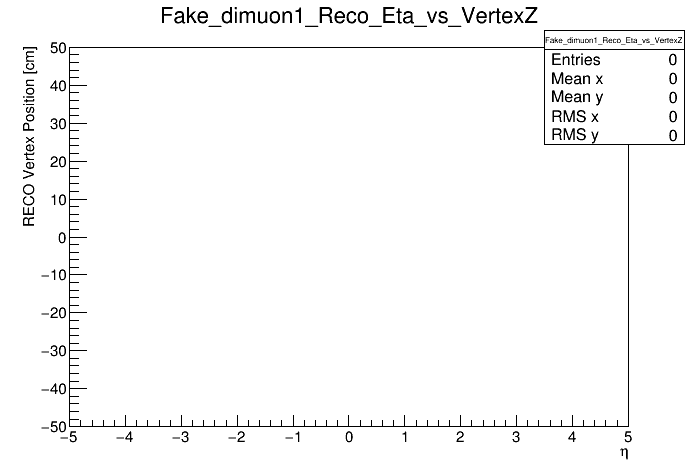 Fake_dimuon1_Reco_Eta_vs_VertexZ
Fake_dimuon1_Reco_Eta_vs_VertexZ
Entries 0
Mean x 0
Mean y 0
RMS x 0
RMS y 0
RECO Vertex Position [cm]
50
40
30
20
10
0
−10
−20
−30
−40
−50
−5 −4 −3 −2 −1 0 1 2 3 4 5
η